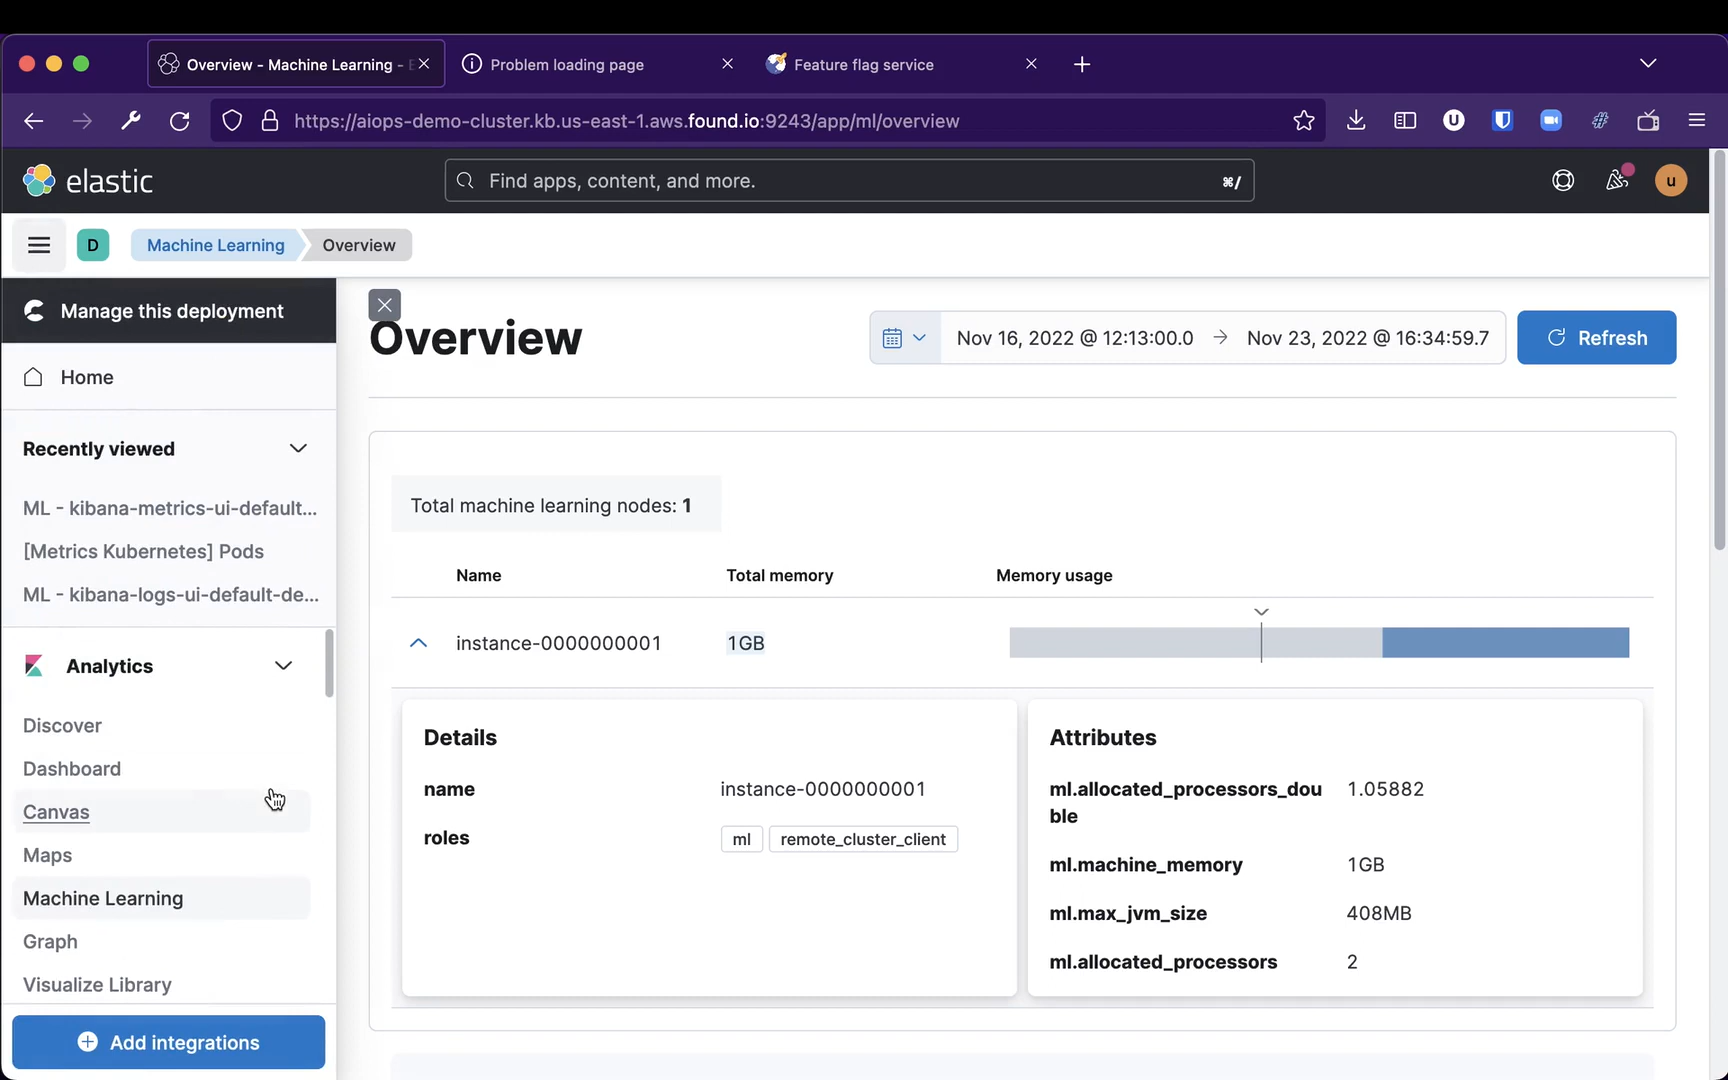 Overview - Machine Learning - E
Problem loading page
Feature flag service
https://aiops-demo-cluster.kb.us-east-1.aws.found.io:9243/app/ml/overview
elastic
Find apps, content, and more.
⌘/
u
D
Machine Learning
Overview
Manage this deployment
Home
Recently viewed
ML - kibana-metrics-ui-default...
[Metrics Kubernetes] Pods
ML - kibana-logs-ui-default-de...
Analytics
Discover
Dashboard
Canvas
Maps
Machine Learning
Graph
Visualize Library
Add integrations
Overview
Nov 16, 2022 @ 12:13:00.0 → Nov 23, 2022 @ 16:34:59.7
Refresh
Total machine learning nodes: 1
Name Total memory Memory usage
instance-0000000001 1GB
Details
name instance-0000000001
roles ml remote_cluster_client
Attributes
ml.allocated_processors_dou 1.05882
ble
ml.machine_memory 1GB
ml.max_jvm_size 408MB
ml.allocated_processors 2